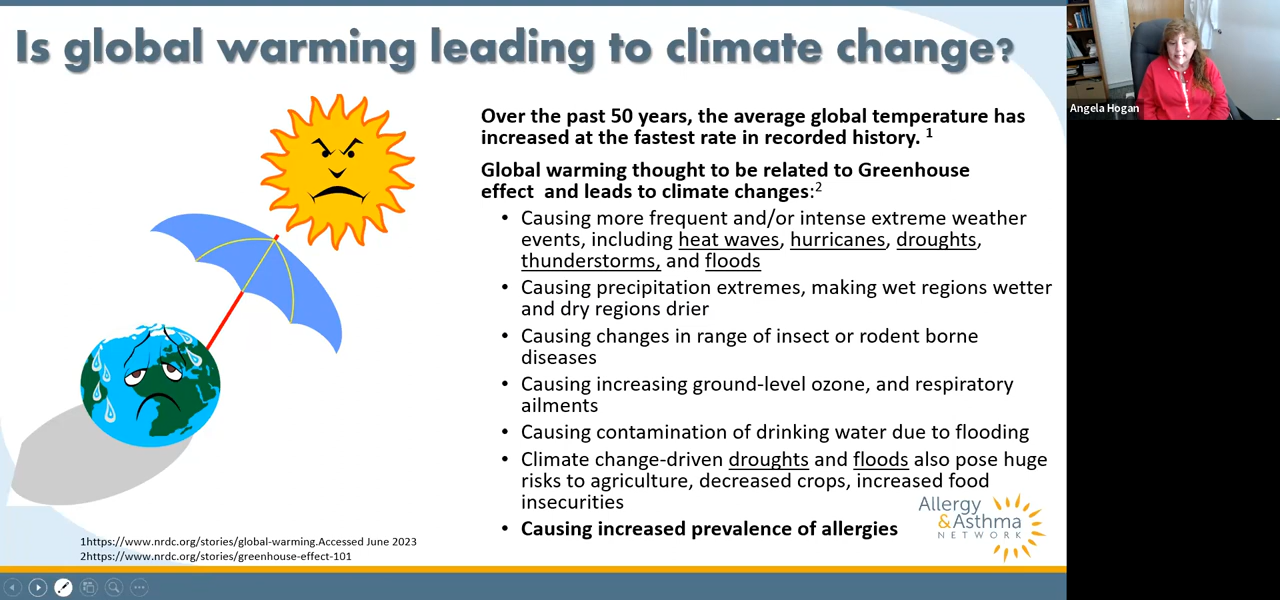 Is global warming leading to climate change?
Angela Hogan
Over the past 50 years, the average global temperature has
increased at the fastest rate in recorded history. 1
Global warming thought to be related to Greenhouse
effect and leads to climate changes:2
• Causing more frequent and/or intense extreme weather
events, including heat waves, hurricanes, droughts,
thunderstorms, and floods
• Causing precipitation extremes, making wet regions wetter
and dry regions drier
• Causing changes in range of insect or rodent borne
diseases
• Causing increasing ground-level ozone, and respiratory
ailments
• Causing contamination of drinking water due to flooding
• Climate change-driven droughts and floods also pose huge
risks to agriculture, decreased crops, increased food
insecurities
• Causing increased prevalence of allergies
Allergy
&Asthma
NETWORK
1https://www.nrdc.org/stories/global-warming.Accessed June 2023
2https://www.nrdc.org/stories/greenhouse-effect-101